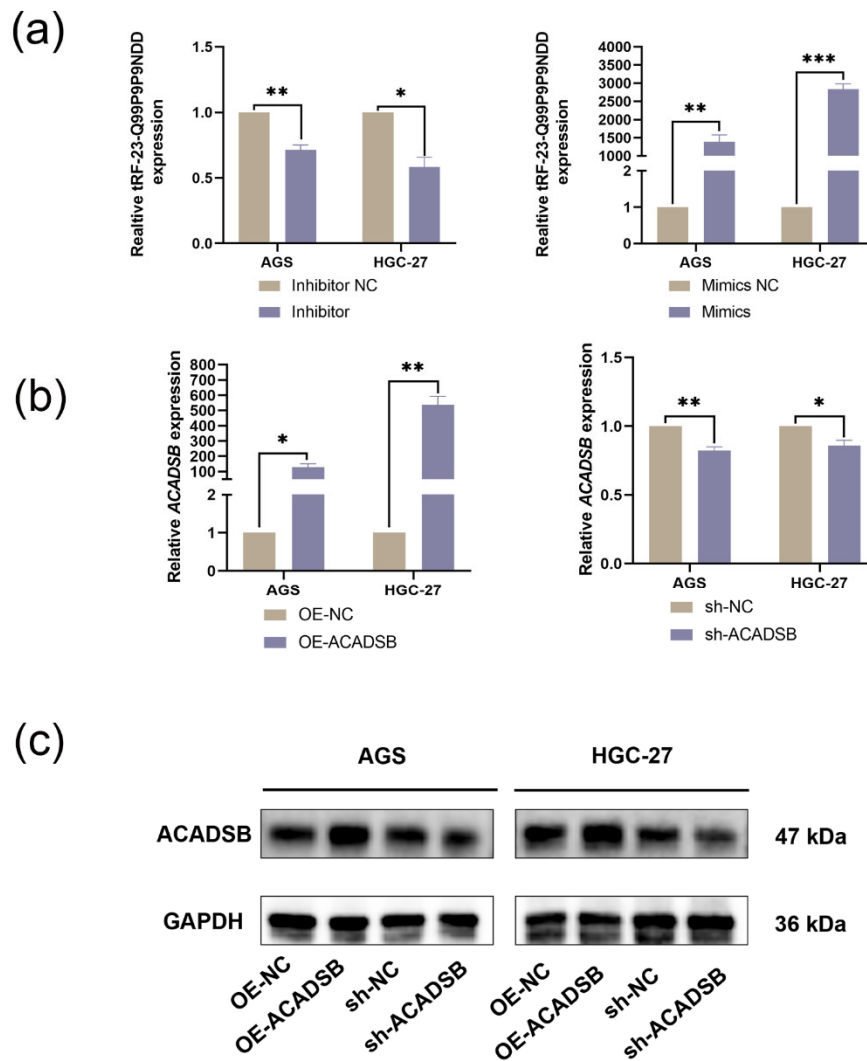 (a)
Realtive tRF-23-Q99P9P9NDD
expression
1.5
1.0
0.5
0.0
**
*
AGS
HGC-27
Inhibitor NC
Inhibitor
Realtive tRF-23-Q99P9P9NDD
expression
4000
3500
3000
2500
2000
1500
1000
2
1
0
**
***
AGS
HGC-27
Mimics NC
Mimics
(b)
Relative ACADSB expression
800
700
600
500
400
300
200
100
2
1
0
*
**
AGS
HGC-27
OE-NC
OE-ACADSB
Relative ACADSB expression
1.5
1.0
0.5
0.0
**
*
AGS
HGC-27
sh-NC
sh-ACADSB
(c)
AGS
HGC-27
ACADSB
47 kDa
GAPDH
36 kDa
OE-NC
OE-ACADSB
sh-NC
sh-ACADSB
OE-NC
OE-ACADSB
sh-NC
sh-ACADSB